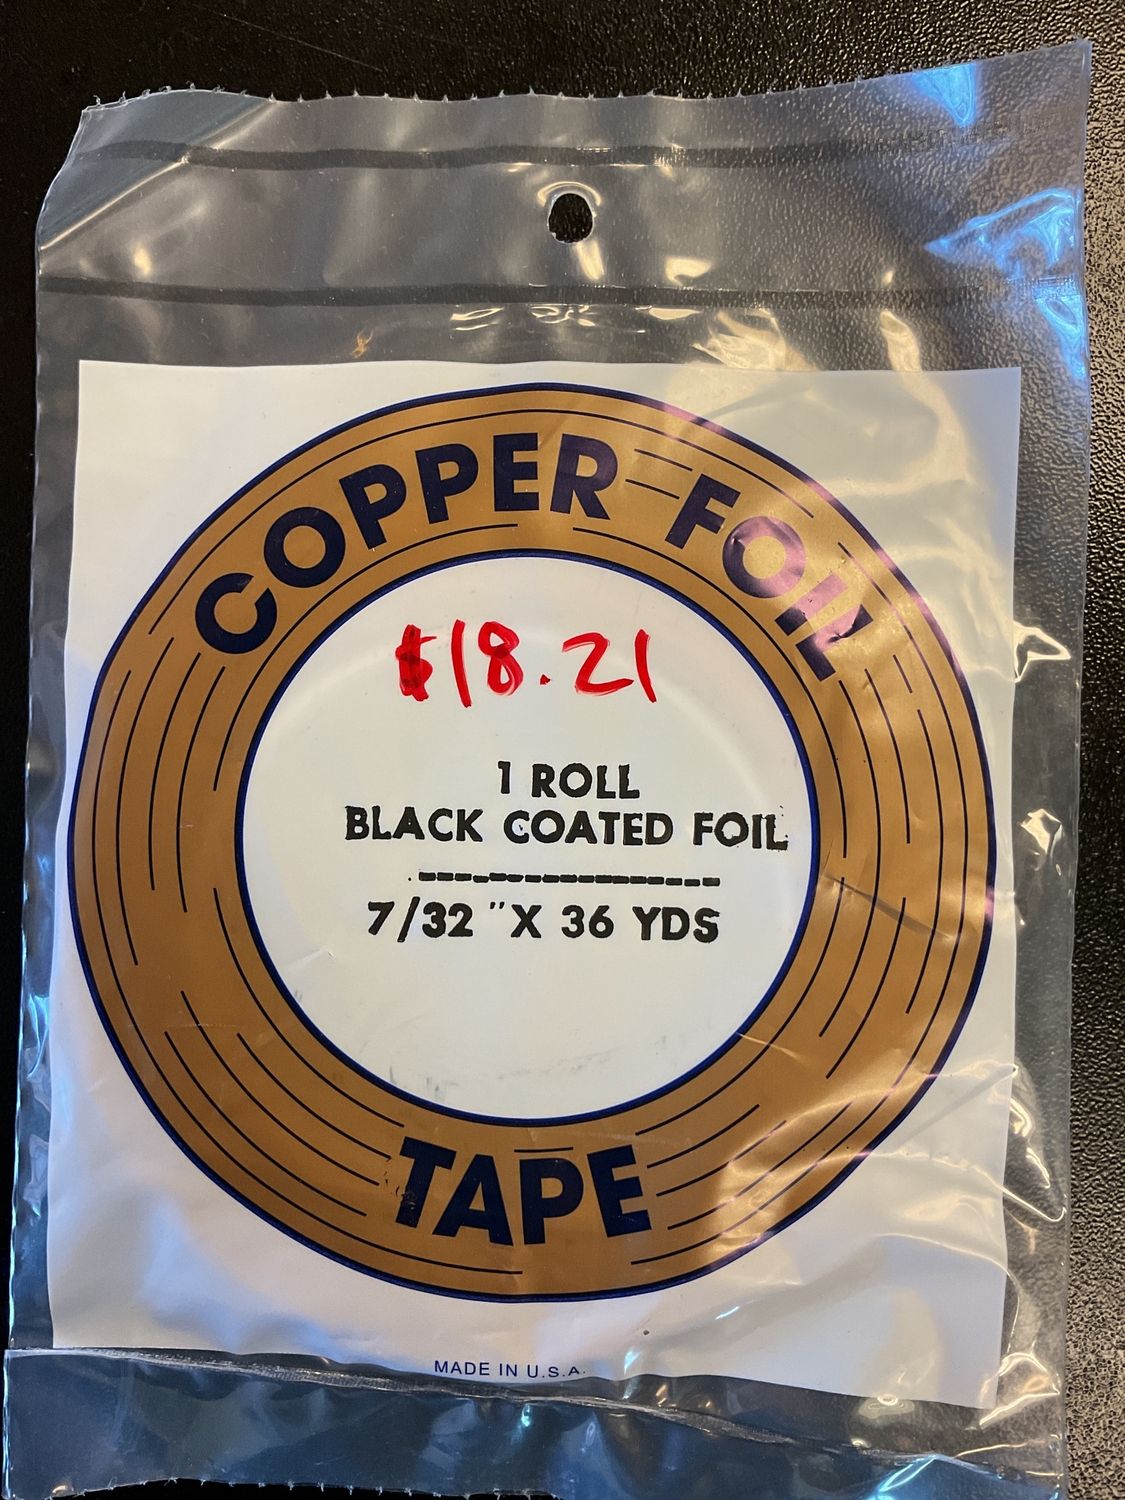 COPPER FOIL
$18.21
1 ROLL
BLACK COATED FOIL
7/32 "X 36 YDS
TAPE
MADE IN U.S.A.